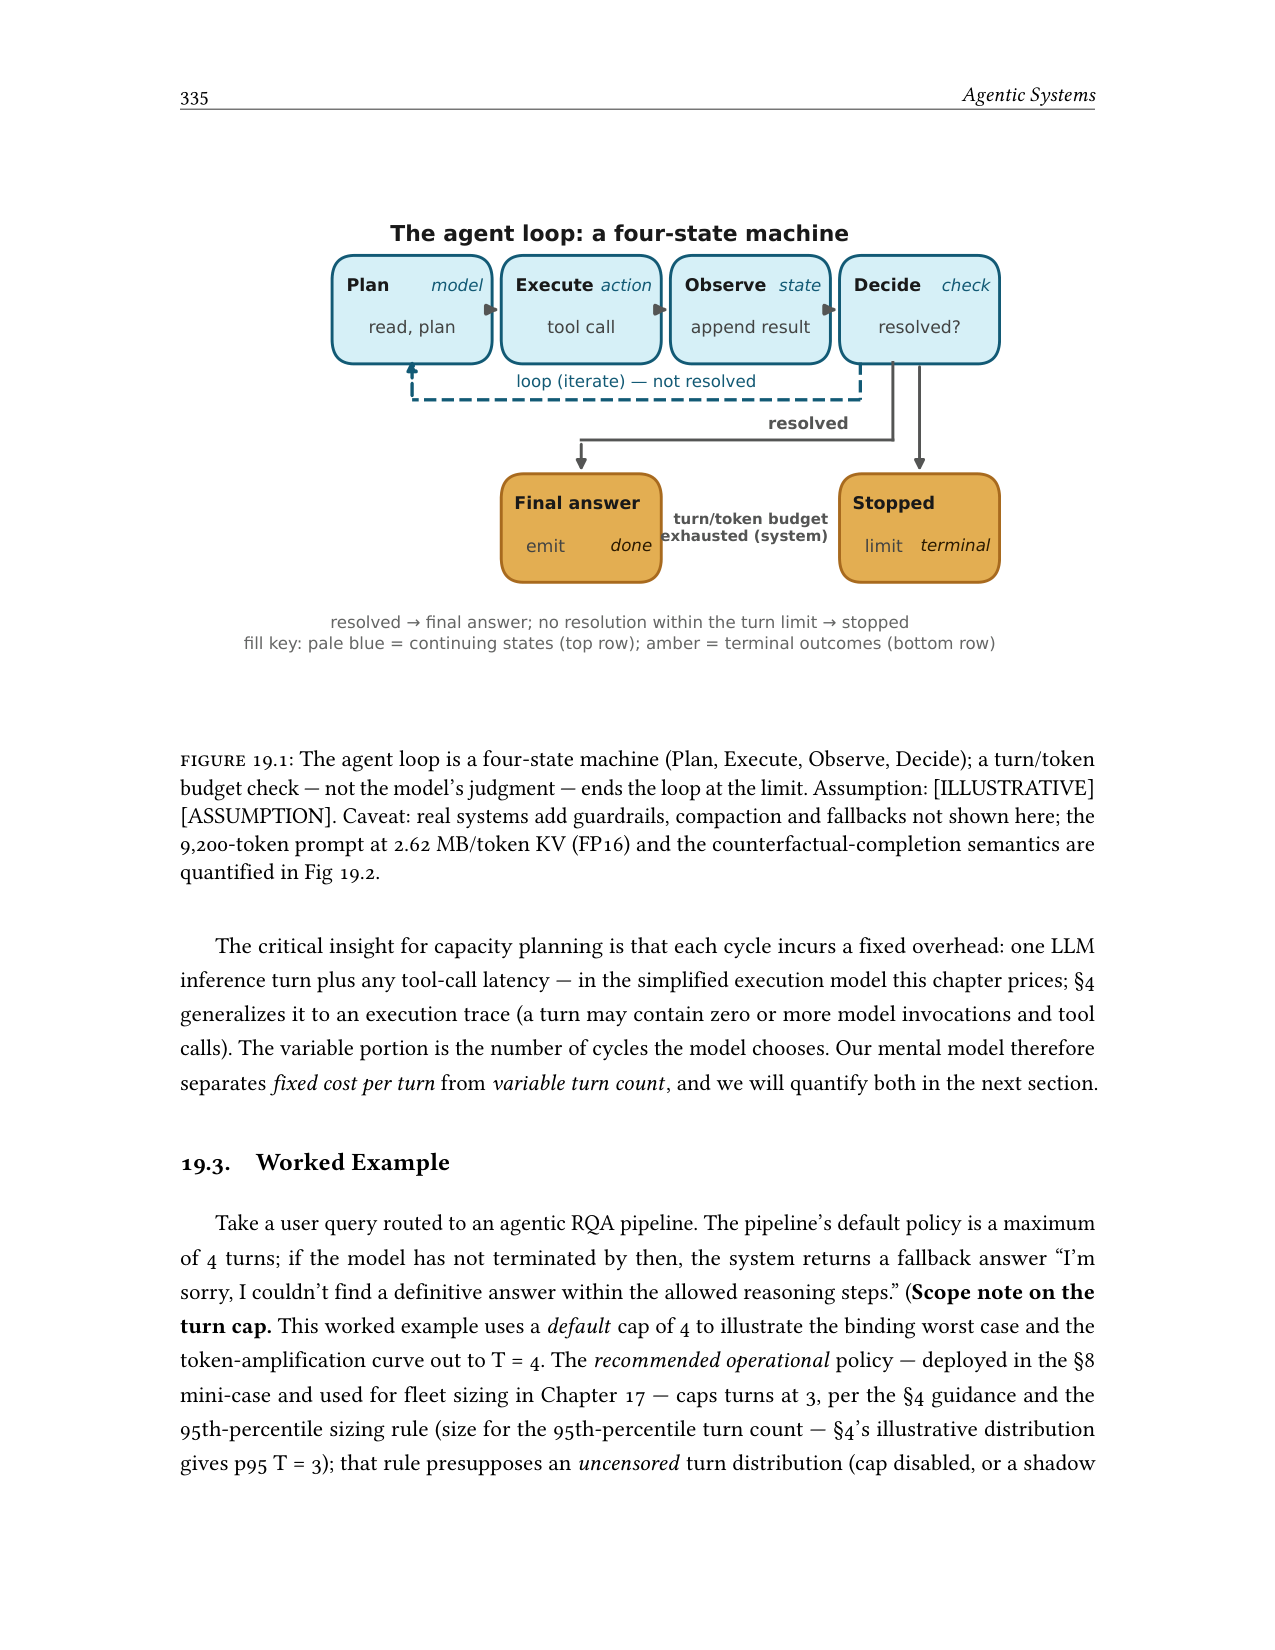 335
Agentic Systems
The agent loop: a four-state machine
Plan model
read, plan
Execute action
tool call
Observe state
append result
Decide check
resolved?
loop (iterate) — not resolved
resolved
Final answer
emit done
turn/token budget
exhausted (system)
Stopped
limit terminal
resolved → final answer; no resolution within the turn limit → stopped
fill key: pale blue = continuing states (top row); amber = terminal outcomes (bottom row)
FIGURE 19.1: The agent loop is a four-state machine (Plan, Execute, Observe, Decide); a turn/token
budget check — not the model’s judgment — ends the loop at the limit. Assumption: [ILLUSTRATIVE]
[ASSUMPTION]. Caveat: real systems add guardrails, compaction and fallbacks not shown here; the
9,200-token prompt at 2.62 MB/token KV (FP16) and the counterfactual-completion semantics are
quantified in Fig 19.2.
The critical insight for capacity planning is that each cycle incurs a fixed overhead: one LLM
inference turn plus any tool-call latency — in the simplified execution model this chapter prices; §4
generalizes it to an execution trace (a turn may contain zero or more model invocations and tool
calls). The variable portion is the number of cycles the model chooses. Our mental model therefore
separates fixed cost per turn from variable turn count, and we will quantify both in the next section.
19.3. Worked Example
Take a user query routed to an agentic RQA pipeline. The pipeline’s default policy is a maximum
of 4 turns; if the model has not terminated by then, the system returns a fallback answer “I’m
sorry, I couldn’t find a definitive answer within the allowed reasoning steps.” (Scope note on the
turn cap. This worked example uses a default cap of 4 to illustrate the binding worst case and the
token-amplification curve out to T = 4. The recommended operational policy — deployed in the §8
mini-case and used for fleet sizing in Chapter 17 — caps turns at 3, per the §4 guidance and the
95th-percentile sizing rule (size for the 95th-percentile turn count — §4’s illustrative distribution
gives p95 T = 3); that rule presupposes an uncensored turn distribution (cap disabled, or a shadow